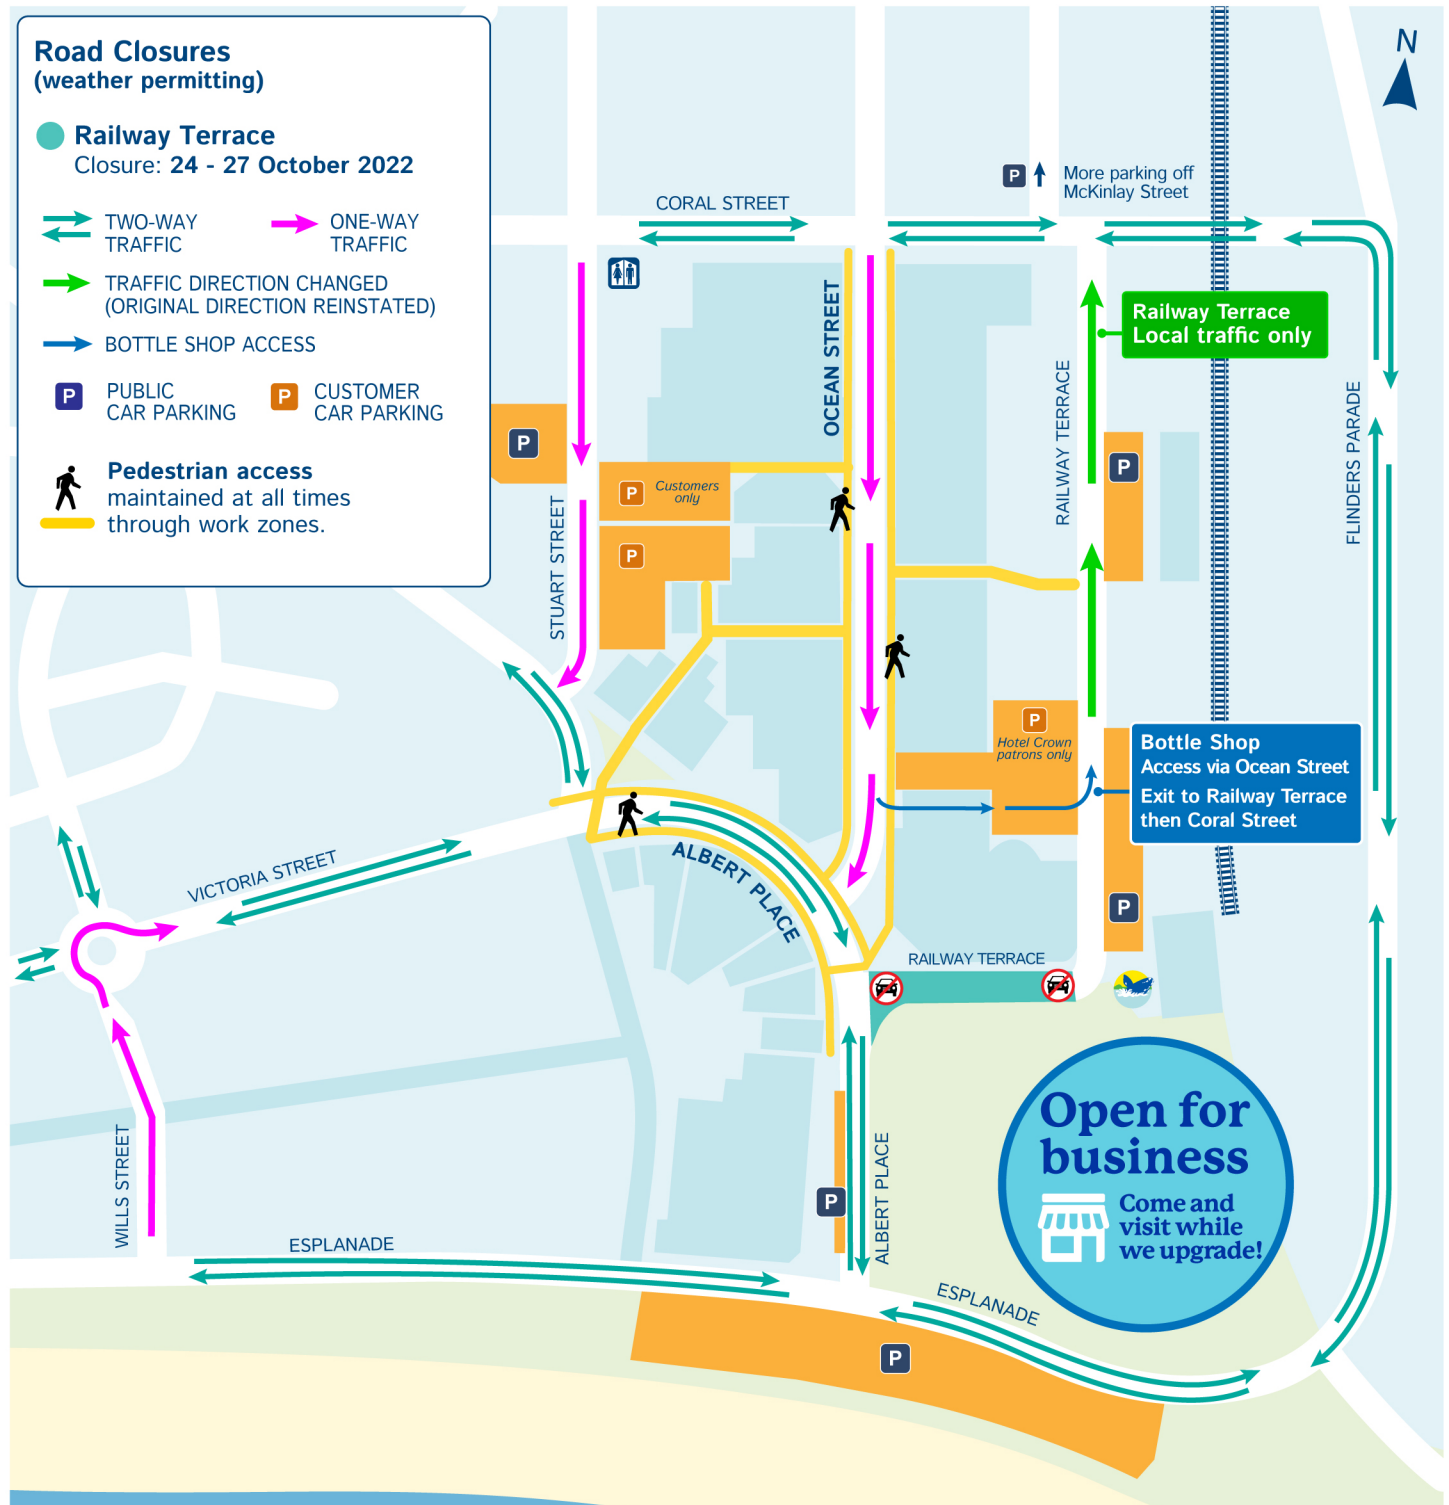 Road Closures
(weather permitting)
Railway Terrace
Closure: 24 - 27 October 2022
TWO-WAY
TRAFFIC
ONE-WAY
TRAFFIC
TRAFFIC DIRECTION CHANGED
(ORIGINAL DIRECTION REINSTATED)
BOTTLE SHOP ACCESS
P
PUBLIC
CAR PARKING
P
CUSTOMER
CAR PARKING
Pedestrian access
maintained at all times
through work zones.
N
P
More parking off
McKinlay Street
CORAL STREET
OCEAN STREET
Railway Terrace
Local traffic only
RAILWAY TERRACE
FLINDERS PARADE
P
P
Customers
only
P
P
STUART STREET
P
Hotel Crown
patrons only
Bottle Shop
Access via Ocean Street
Exit to Railway Terrace
then Coral Street
VICTORIA STREET
ALBERT PLACE
P
RAILWAY TERRACE
Open for
business
Come and
visit while
we upgrade!
WILLS STREET
P
ALBERT PLACE
ESPLANADE
ESPLANADE
P